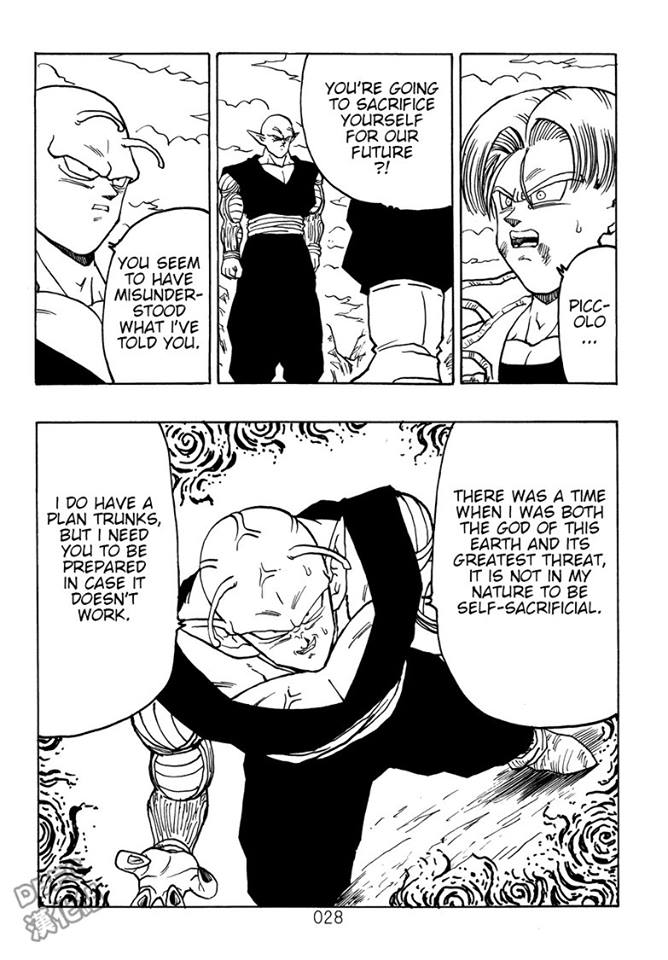 PICC-
OLO
...
YOU'RE GOING
TO SACRIFICE
YOURSELF
FOR OUR
FUTURE
?!
YOU SEEM
TO HAVE
MISUNDER-
STOOD
WHAT I'VE
TOLD YOU.
THERE WAS A TIME
WHEN I WAS BOTH
THE GOD OF THIS
EARTH AND ITS
GREATEST THREAT,
IT IS NOT IN MY
NATURE TO BE
SELF-SACRIFICIAL.
I DO HAVE A
PLAN TRUNKS,
BUT I NEED
YOU TO BE
PREPARED
IN CASE IT
DOESN'T
WORK.
028